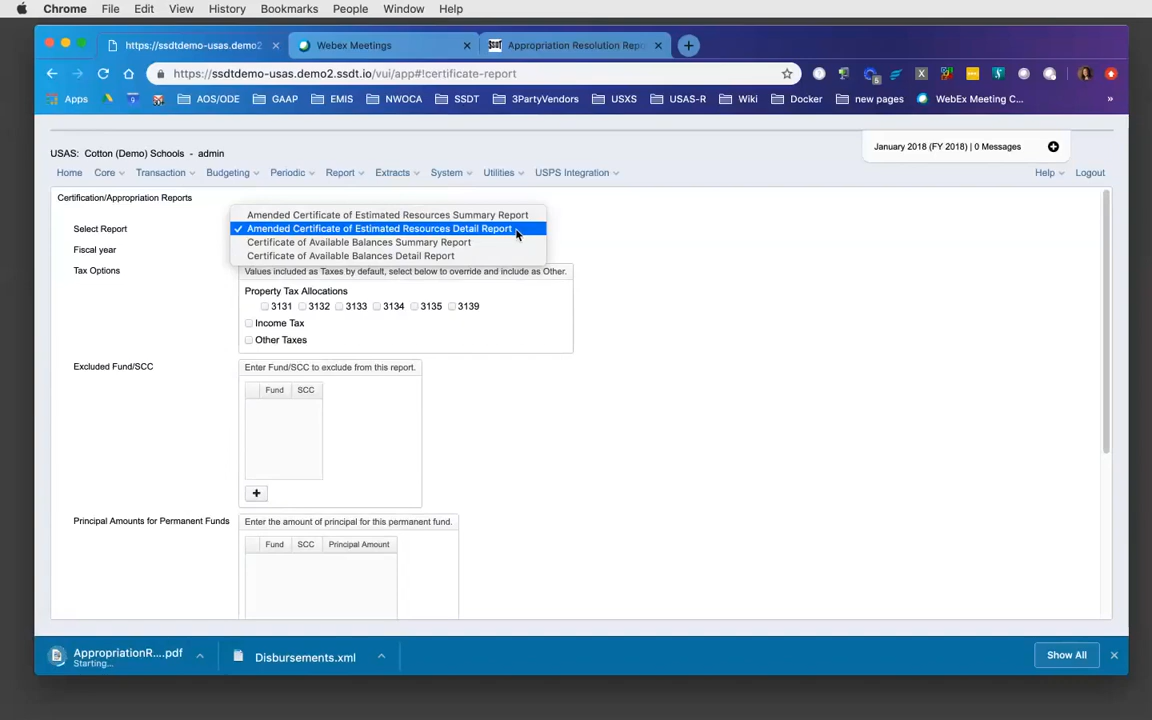 Chrome File Edit View History Bookmarks People Window Help
https://ssdtdemo-usas.demo2 Webex Meetings Appropriation Resolution Repo
https://ssdtdemo-usas.demo2.ssdt.io/vui/app#!certificate-report
Apps AOS/ODE GAAP EMIS NWOCA SSDT 3PartyVendors USXS USAS-R Wiki Docker new pages WebEx Meeting C... »
January 2018 (FY 2018) | 0 Messages
USAS: Cotton (Demo) Schools - admin
Home Core Transaction Budgeting Periodic Report Extracts System Utilities USPS Integration Help Logout
Certification/Appropriation Reports
Select Report
Amended Certificate of Estimated Resources Summary Report
✓ Amended Certificate of Estimated Resources Detail Report
Certificate of Available Balances Summary Report
Certificate of Available Balances Detail Report
Fiscal year
Tax Options
Values included as Taxes by default, select below to override and include as Other.
Property Tax Allocations
3131 3132 3133 3134 3135 3139
Income Tax
Other Taxes
Excluded Fund/SCC
Enter Fund/SCC to exclude from this report.
Fund SCC
+
Principal Amounts for Permanent Funds
Enter the amount of principal for this permanent fund.
Fund SCC Principal Amount
AppropriationR....pdf
Starting...
Disbursements.xml
Show All